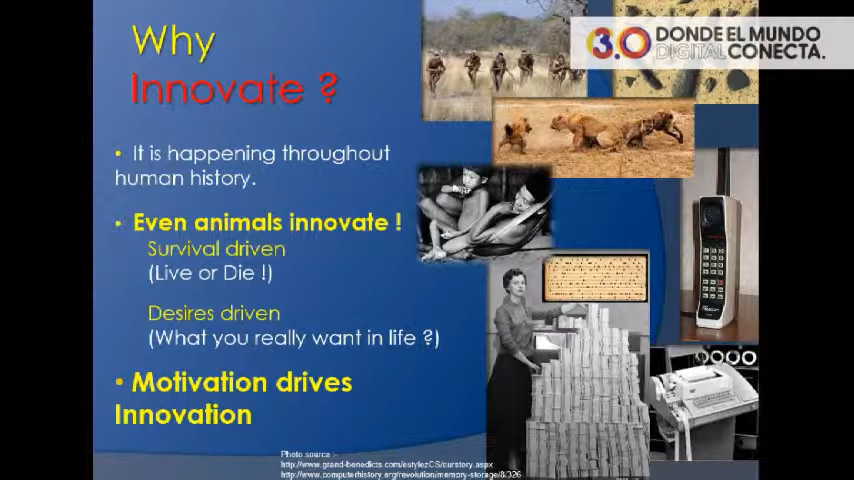 Why
Innovate ?
3.0 DONDE EL MUNDO
DIGITAL CONECTA.
• It is happening throughout
human history.
• Even animals innovate !
Survival driven
(Live or Die !)
Desires driven
(What you really want in life ?)
• Motivation drives
Innovation
Photo source :-
http://www.grand-benedicts.com/estylezCS/ourstory.aspx
http://www.computerhistory.org/revolution/memory-storage/8/326